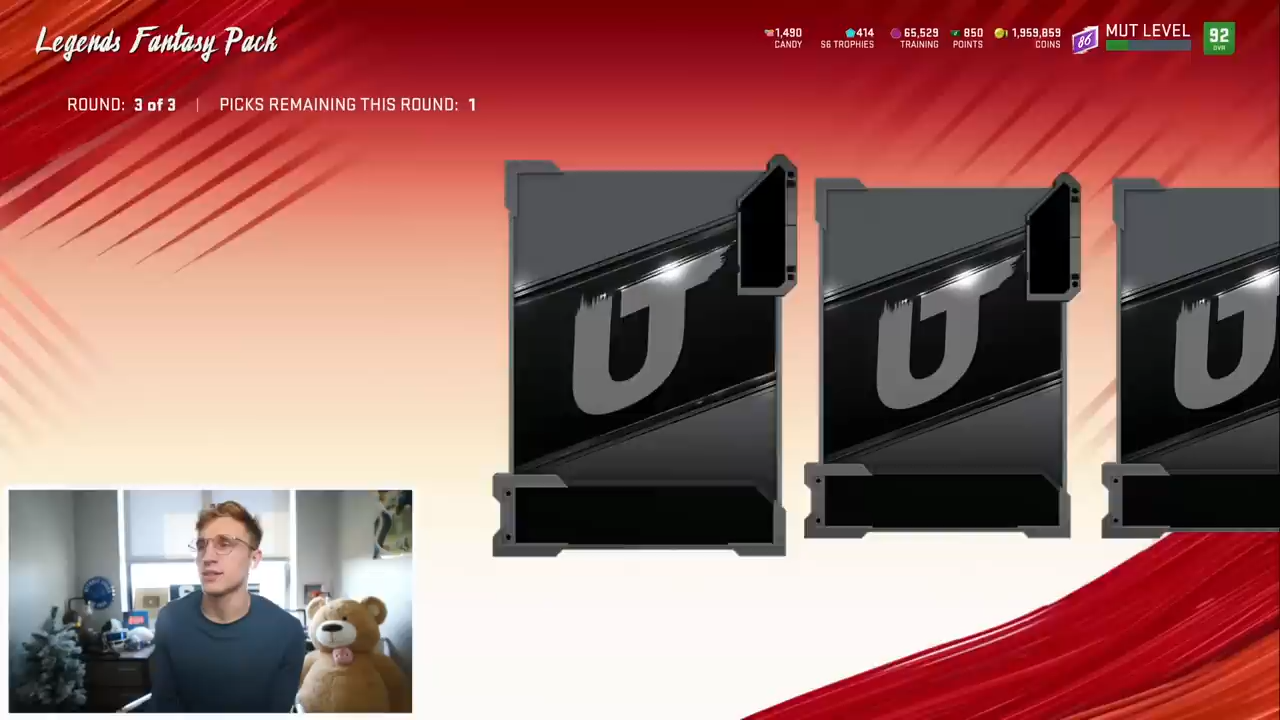 Legends Fantasy Pack
1,490
CANDY
414
S6 TROPHIES
65,529
TRAINING
850
POINTS
1,959,859
COINS
86
MUT LEVEL
92
OVR
ROUND: 3 of 3 | PICKS REMAINING THIS ROUND: 1